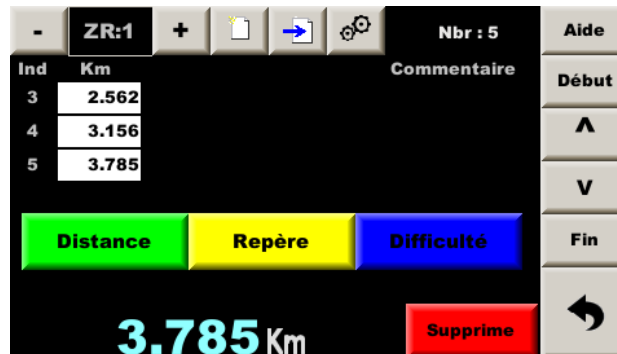 - ZR:1 + Nbr : 5 Aide
Ind Km Commentaire Début
3 2.562
4 3.156 ʌ
5 3.785 v
Distance Repère Difficulté Fin
3.785 Km Supprime